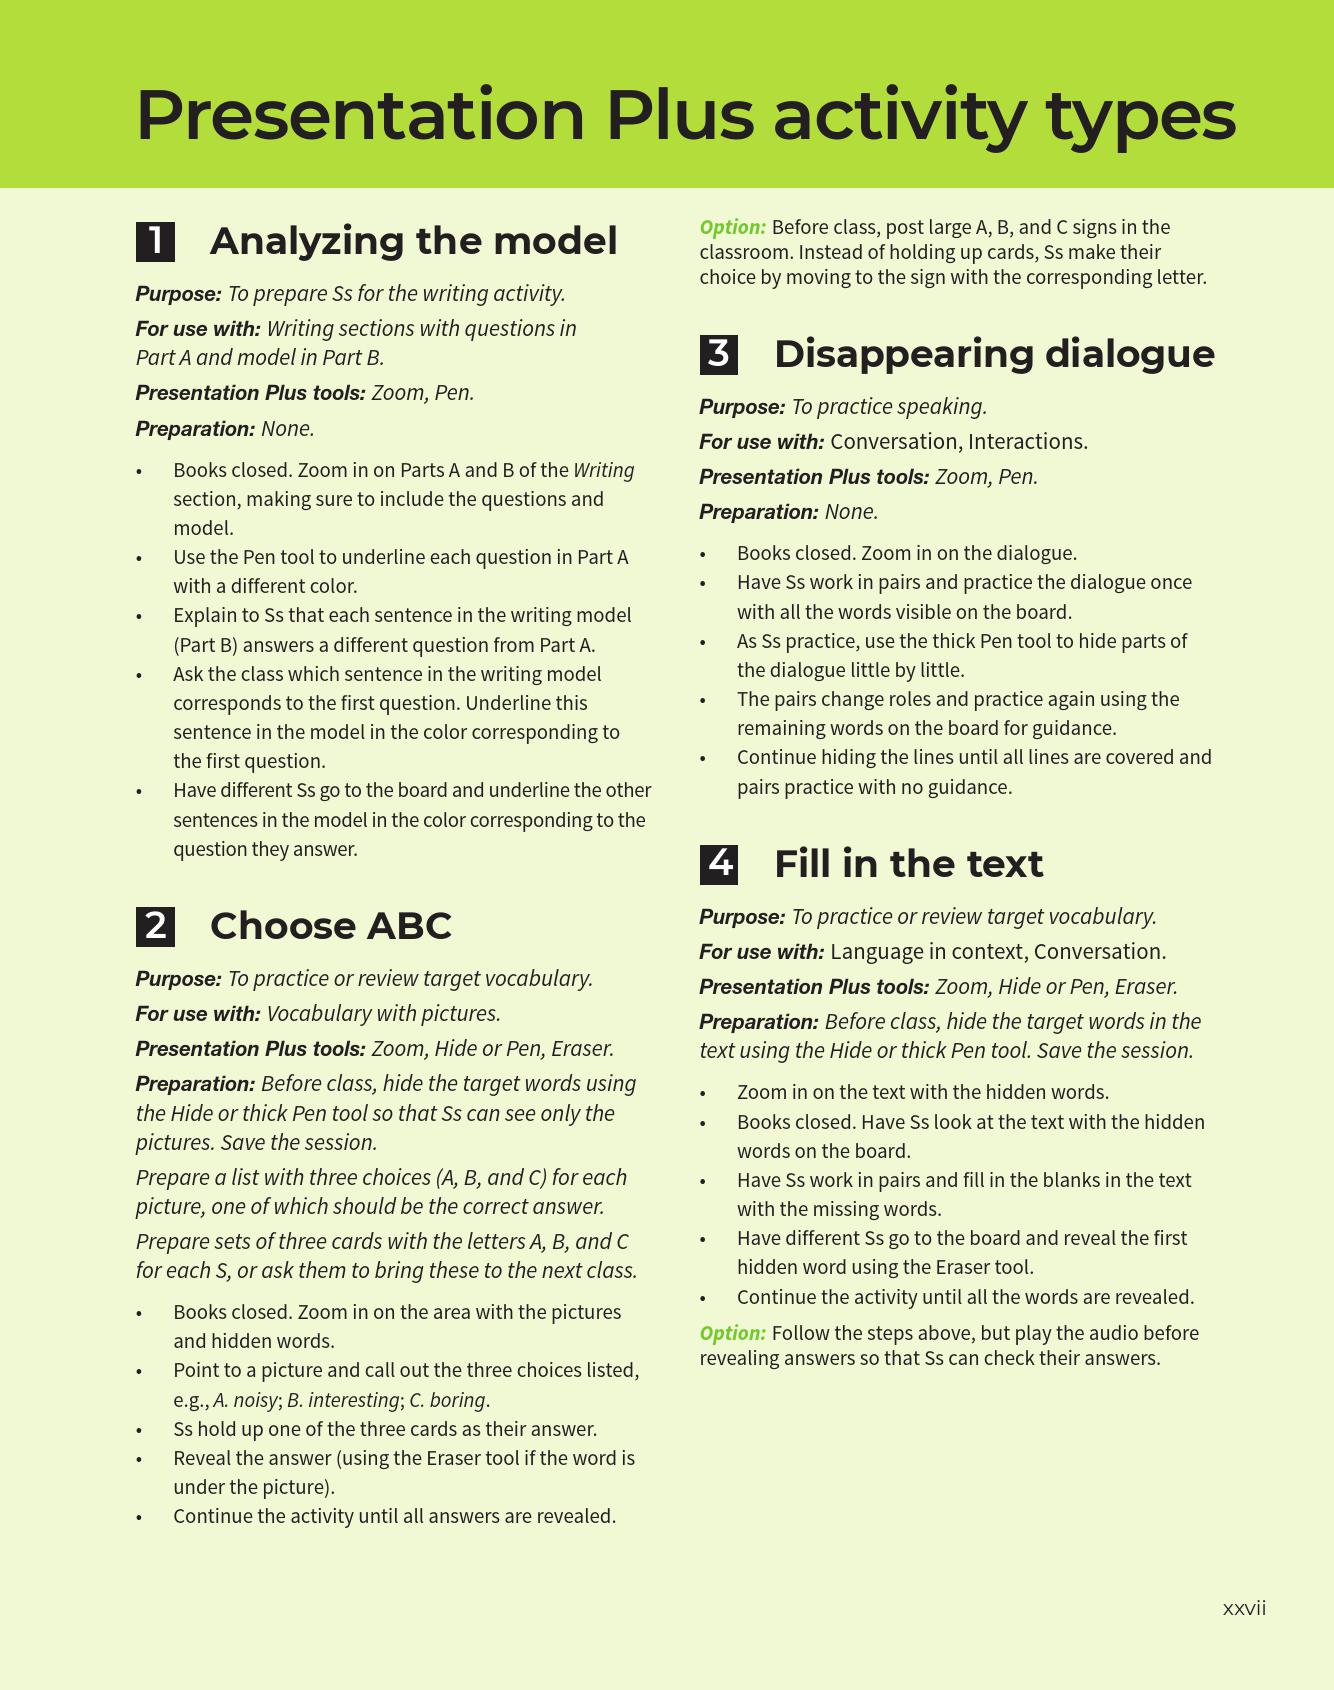 Presentation Plus activity types
1 Analyzing the model
Purpose: To prepare Ss for the writing activity.
For use with: Writing sections with questions in
Part A and model in Part B.
Presentation Plus tools: Zoom, Pen.
Preparation: None.
• Books closed. Zoom in on Parts A and B of the Writing
section, making sure to include the questions and
model.
• Use the Pen tool to underline each question in Part A
with a different color.
• Explain to Ss that each sentence in the writing model
(Part B) answers a different question from Part A.
• Ask the class which sentence in the writing model
corresponds to the first question. Underline this
sentence in the model in the color corresponding to
the first question.
• Have different Ss go to the board and underline the other
sentences in the model in the color corresponding to the
question they answer.
2 Choose ABC
Purpose: To practice or review target vocabulary.
For use with: Vocabulary with pictures.
Presentation Plus tools: Zoom, Hide or Pen, Eraser.
Preparation: Before class, hide the target words using
the Hide or thick Pen tool so that Ss can see only the
pictures. Save the session.
Prepare a list with three choices (A, B, and C) for each
picture, one of which should be the correct answer.
Prepare sets of three cards with the letters A, B, and C
for each S, or ask them to bring these to the next class.
• Books closed. Zoom in on the area with the pictures
and hidden words.
• Point to a picture and call out the three choices listed,
e.g., A. noisy; B. interesting; C. boring.
• Ss hold up one of the three cards as their answer.
• Reveal the answer (using the Eraser tool if the word is
under the picture).
• Continue the activity until all answers are revealed.
Option: Before class, post large A, B, and C signs in the
classroom. Instead of holding up cards, Ss make their
choice by moving to the sign with the corresponding letter.
3 Disappearing dialogue
Purpose: To practice speaking.
For use with: Conversation, Interactions.
Presentation Plus tools: Zoom, Pen.
Preparation: None.
• Books closed. Zoom in on the dialogue.
• Have Ss work in pairs and practice the dialogue once
with all the words visible on the board.
• As Ss practice, use the thick Pen tool to hide parts of
the dialogue little by little.
• The pairs change roles and practice again using the
remaining words on the board for guidance.
• Continue hiding the lines until all lines are covered and
pairs practice with no guidance.
4 Fill in the text
Purpose: To practice or review target vocabulary.
For use with: Language in context, Conversation.
Presentation Plus tools: Zoom, Hide or Pen, Eraser.
Preparation: Before class, hide the target words in the
text using the Hide or thick Pen tool. Save the session.
• Zoom in on the text with the hidden words.
• Books closed. Have Ss look at the text with the hidden
words on the board.
• Have Ss work in pairs and fill in the blanks in the text
with the missing words.
• Have different Ss go to the board and reveal the first
hidden word using the Eraser tool.
• Continue the activity until all the words are revealed.
Option: Follow the steps above, but play the audio before
revealing answers so that Ss can check their answers.
xxvii